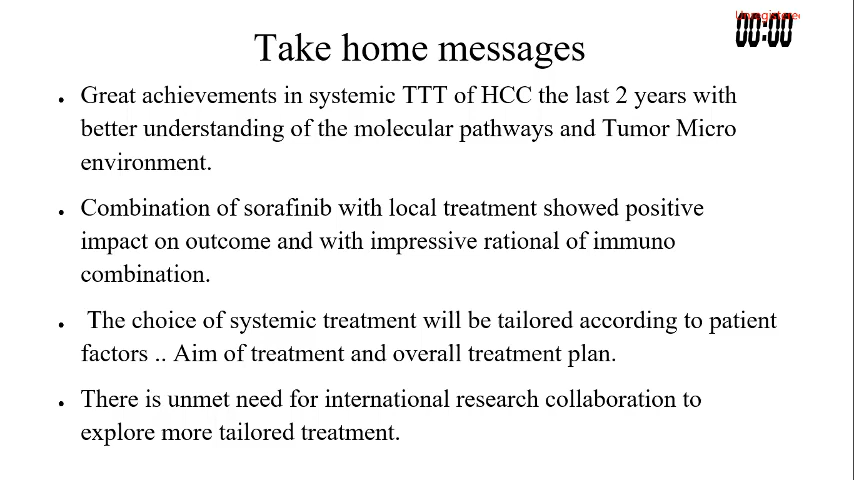 Unregistered
00:00
Take home messages
• Great achievements in systemic TTT of HCC the last 2 years with
better understanding of the molecular pathways and Tumor Micro
environment.
• Combination of sorafinib with local treatment showed positive
impact on outcome and with impressive rational of immuno
combination.
• The choice of systemic treatment will be tailored according to patient
factors .. Aim of treatment and overall treatment plan.
• There is unmet need for international research collaboration to
explore more tailored treatment.